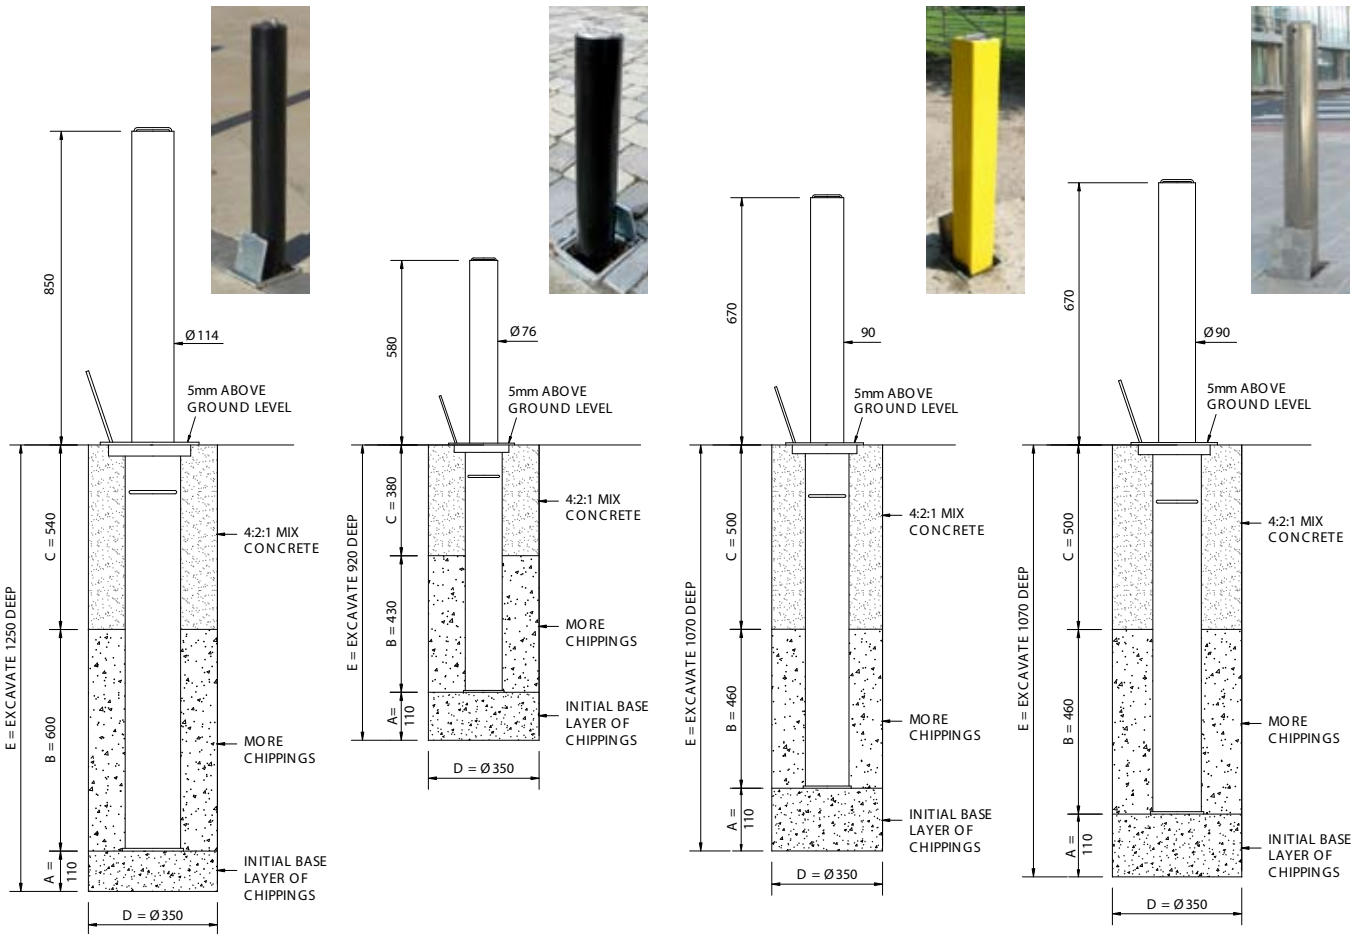 850
Ø114
5mm ABOVE
GROUND LEVEL
E = EXCAVATE 1250 DEEP
C = 540
4:2:1 MIX
CONCRETE
B = 600
MORE
CHIPPINGS
A =
110
INITIAL BASE
LAYER OF
CHIPPINGS
D = Ø350
580
Ø76
5mm ABOVE
GROUND LEVEL
E = EXCAVATE 920 DEEP
C = 380
4:2:1 MIX
CONCRETE
B = 430
MORE
CHIPPINGS
A =
110
INITIAL BASE
LAYER OF
CHIPPINGS
D = Ø350
670
90
5mm ABOVE
GROUND LEVEL
E = EXCAVATE 1070 DEEP
C = 500
4:2:1 MIX
CONCRETE
B = 460
MORE
CHIPPINGS
A =
110
INITIAL BASE
LAYER OF
CHIPPINGS
D = Ø350
670
Ø90
5mm ABOVE
GROUND LEVEL
E = EXCAVATE 1070 DEEP
C = 500
4:2:1 MIX
CONCRETE
B = 460
MORE
CHIPPINGS
A =
110
INITIAL BASE
LAYER OF
CHIPPINGS
D = Ø350